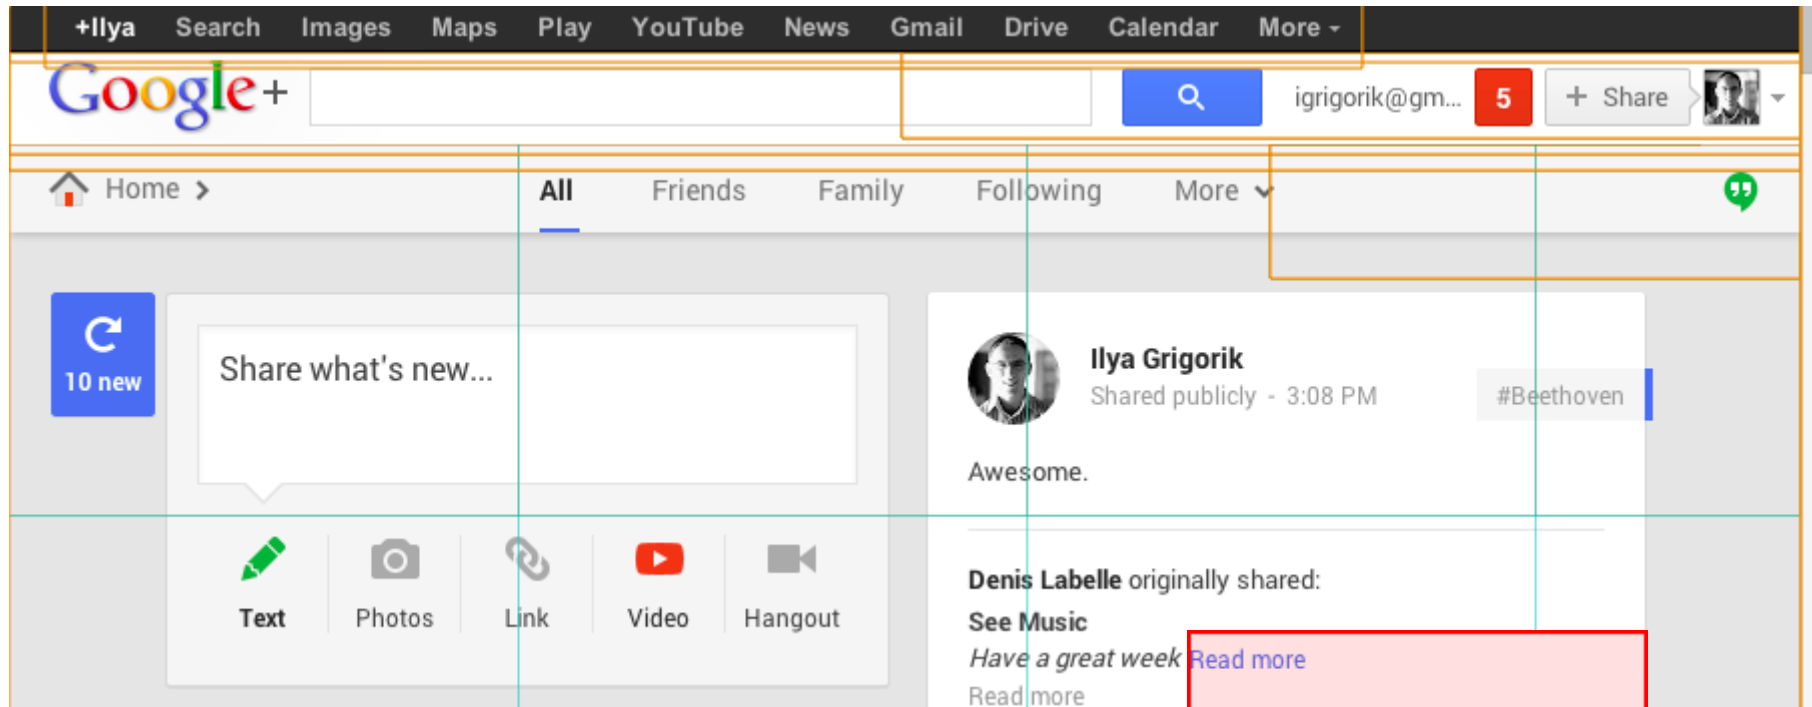 +Ilya Search Images Maps Play YouTube News Gmail Drive Calendar More
Google+
igrigorik@gm... 5 + Share
Home > All Friends Family Following More
10 new
Share what's new...
Text Photos Link Video Hangout
Ilya Grigorik
Shared publicly - 3:08 PM
#Beethoven
Awesome.
Denis Labelle originally shared:
See Music
Have a great week Read more
Read more